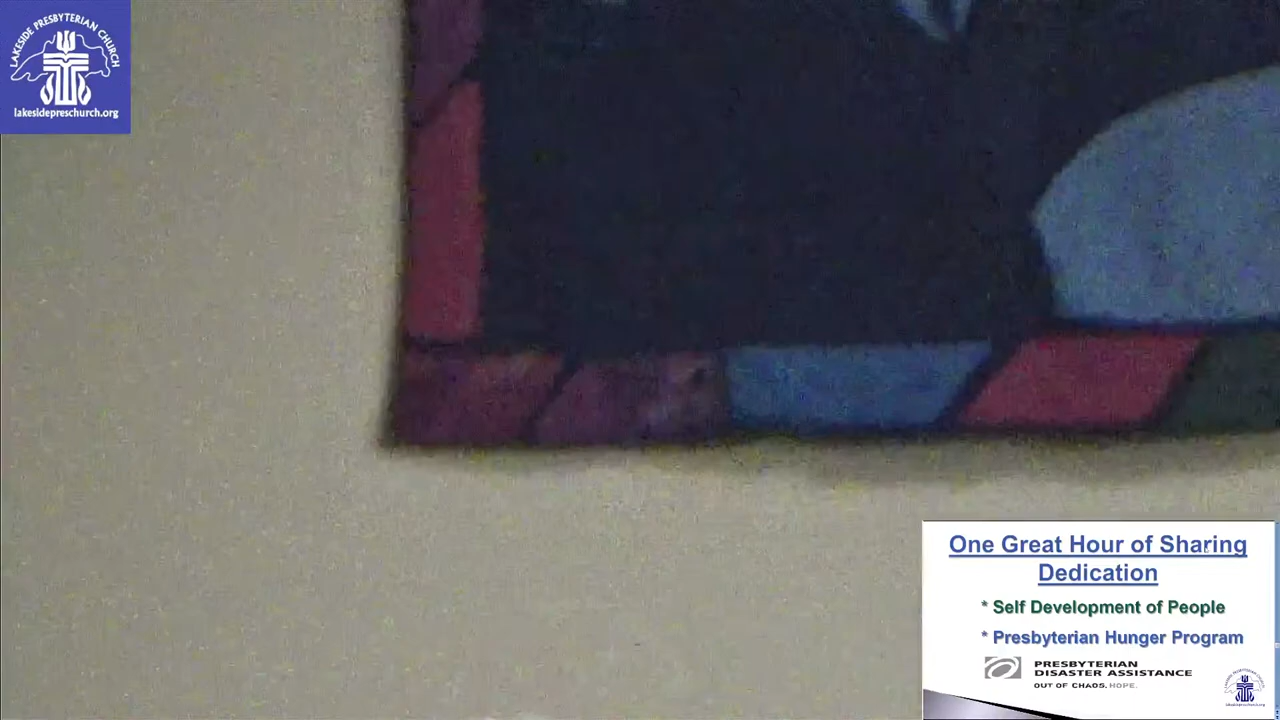 LAKESIDE PRESBYTERIAN CHURCH
lakesidepreschurch.org
One Great Hour of Sharing
Dedication
* Self Development of People
* Presbyterian Hunger Program
PRESBYTERIAN
DISASTER ASSISTANCE
OUT OF CHAOS, HOPE.